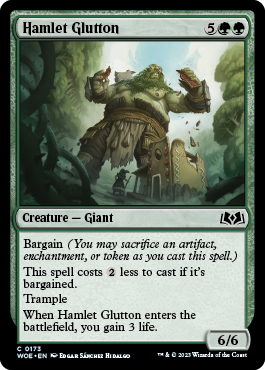 Hamlet Glutton 5
Creature — Giant
Bargain (You may sacrifice an artifact,
enchantment, or token as you cast this spell.)
This spell costs 2 less to cast if it's
bargained.
Trample
When Hamlet Glutton enters the
battlefield, you gain 3 life.
6/6
C 0173
WOE • EN Edgar Sánchez Hidalgo ™ & © 2023 Wizards of the Coast